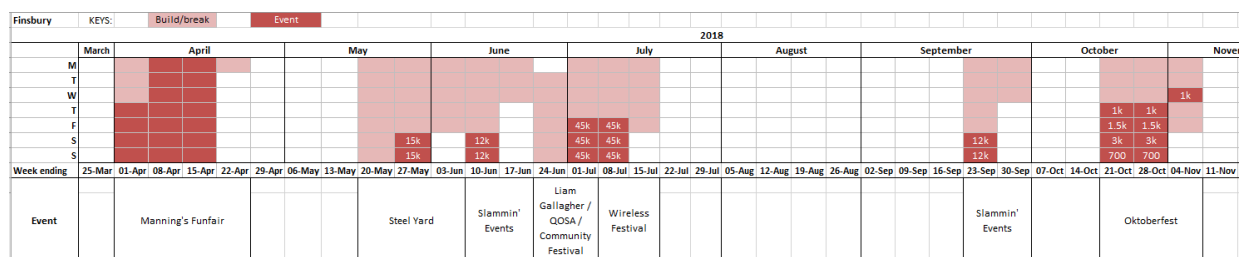 Finsbury KEYS: Build/break Event
2018
March April May June July August September October Nove
M
T
W 1k
T 1k 1k
F 45k 45k 1.5k 1.5k
S 15k 12k 45k 45k 12k 3k 3k
S 15k 12k 45k 45k 12k 700 700
Week ending 25-Mar 01-Apr 08-Apr 15-Apr 22-Apr 29-Apr 06-May 13-May 20-May 27-May 03-Jun 10-Jun 17-Jun 24-Jun 01-Jul 08-Jul 15-Jul 22-Jul 29-Jul 05-Aug 12-Aug 19-Aug 26-Aug 02-Sep 09-Sep 16-Sep 23-Sep 30-Sep 07-Oct 14-Oct 21-Oct 28-Oct 04-Nov 11-Nov
Event Manning's Funfair Steel Yard Slammin' Events Liam Gallagher / QOSA / Community Festival Wireless Festival Slammin' Events Oktoberfest